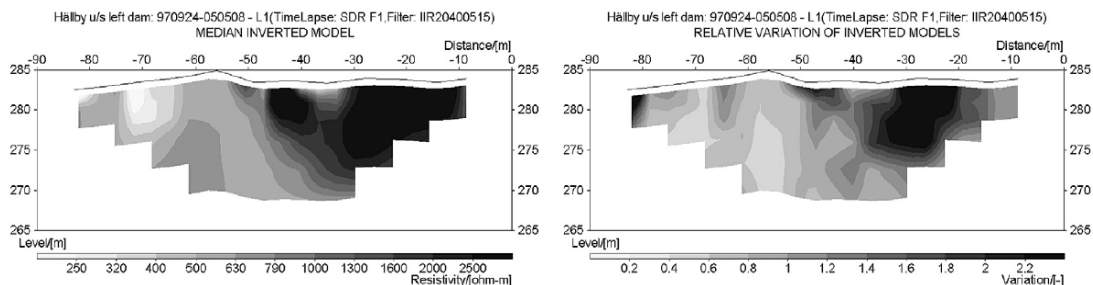 Hällby u/s left dam: 970924-050508 - L1(TimeLapse: SDR F1,Filter: IIR20400515)
MEDIAN INVERTED MODEL
Distance/[m]
-90 -80 -70 -60 -50 -40 -30 -20 -10 0
285 285
280 280
275 275
270 270
265 265
Level/[m]
250 320 400 500 630 790 1000 1300 1600 2000 2500
Resistivity/[ohm-m]
Hällby u/s left dam: 970924-050508 - L1(TimeLapse: SDR F1,Filter: IIR20400515)
RELATIVE VARIATION OF INVERTED MODELS
Distance/[m]
-90 -80 -70 -60 -50 -40 -30 -20 -10 0
285 285
280 280
275 275
270 270
265 265
Level/[m]
0.2 0.4 0.6 0.8 1 1.2 1.4 1.6 1.8 2 2.2
Variation/[-]